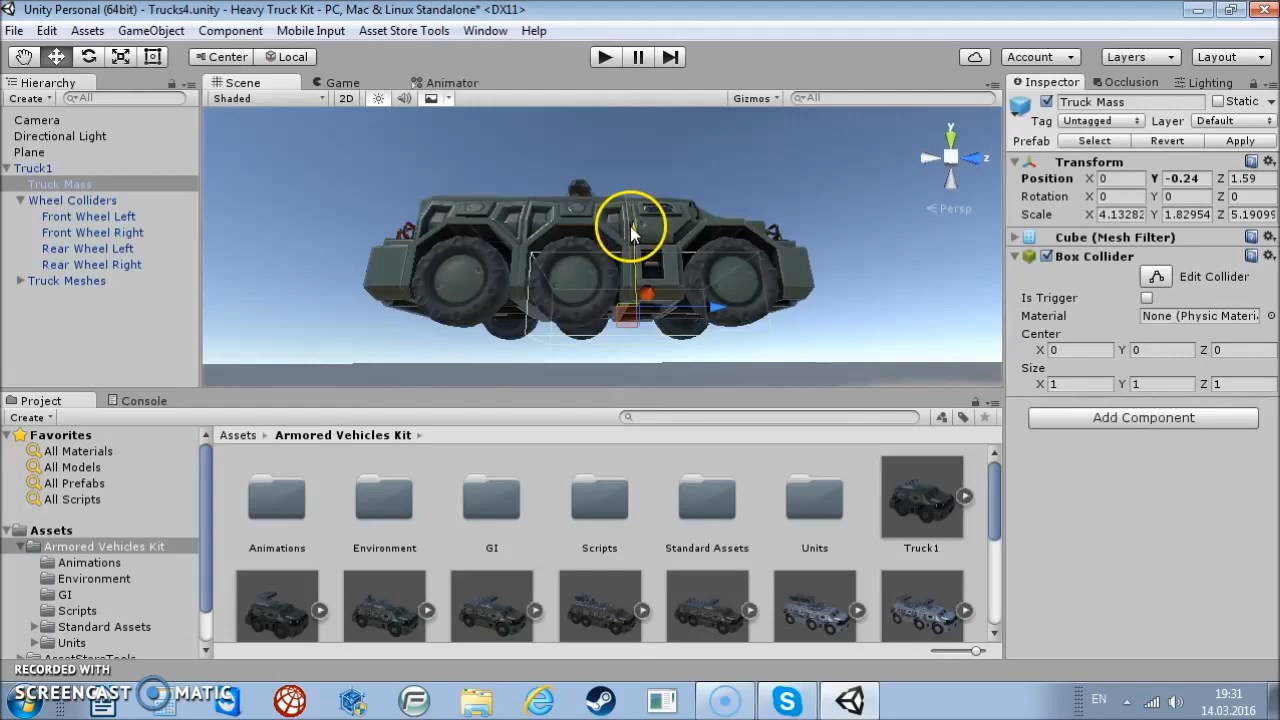 Unity Personal (64bit) - Trucks4.unity - Heavy Truck Kit - PC, Mac & Linux Standalone* <DX11>
File Edit Assets GameObject Component Mobile Input Asset Store Tools Window Help
Center Local Account Layers Layout
Hierarchy
Create All
Camera
Directional Light
Plane
Truck1
Truck Mass
Wheel Colliders
Front Wheel Left
Front Wheel Right
Rear Wheel Left
Rear Wheel Right
Truck Meshes
Scene Game Animator
Shaded 2D Gizmos All
y
z
Persp
Inspector Occlusion Lighting
Truck Mass Static
Tag Untagged Layer Default
Prefab Select Revert Apply
Transform
Position X 0 Y -0.24 Z 1.59
Rotation X 0 Y 0 Z 0
Scale X 4.13282 Y 1.82954 Z 5.19099
Cube (Mesh Filter)
Box Collider
Edit Collider
Is Trigger
Material None (Physic Materi
Center
X 0 Y 0 Z 0
Size
X 1 Y 1 Z 1
Add Component
Project Console
Create
Favorites
All Materials
All Models
All Prefabs
All Scripts
Assets
Armored Vehicles Kit
Animations
Environment
GI
Scripts
Standard Assets
Units
AssetStoreTools
Assets Armored Vehicles Kit
Animations Environment GI Scripts Standard Assets Units Truck1
RECORDED WITH
SCREENCAST MATIC
EN
19:31
14.03.2016